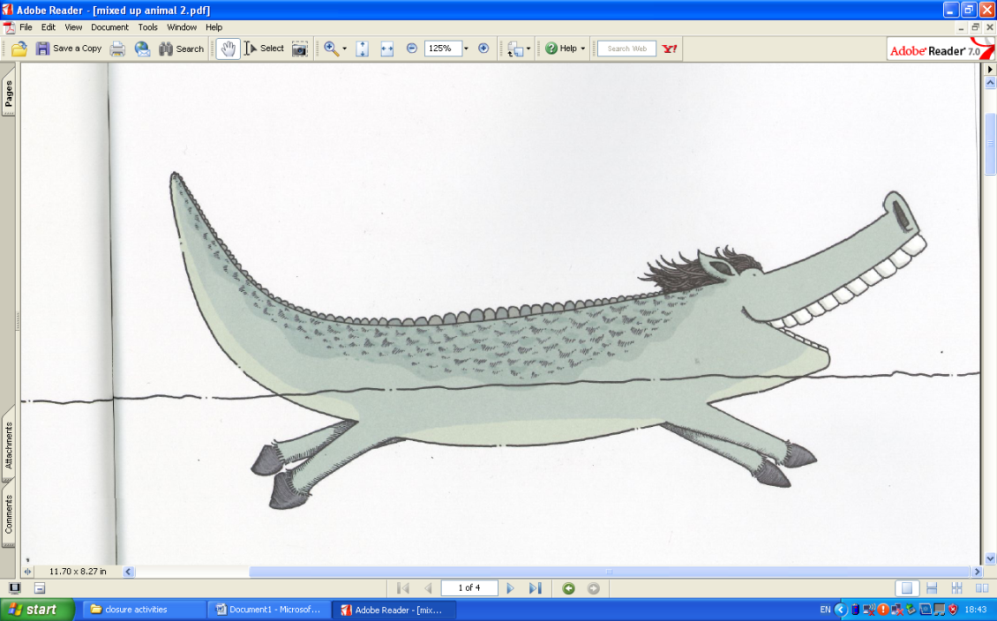 Adobe Reader - [mixed up animal 2.pdf]
File Edit View Document Tools Window Help
Save a Copy Search Select 125% Help Search Web Y! Adobe Reader 7.0
Pages
Attachments
Comments
11.70 x 8.27 in
1 of 4
start closure activities Document1 - Microsof... Adobe Reader - [mix... EN 18:43